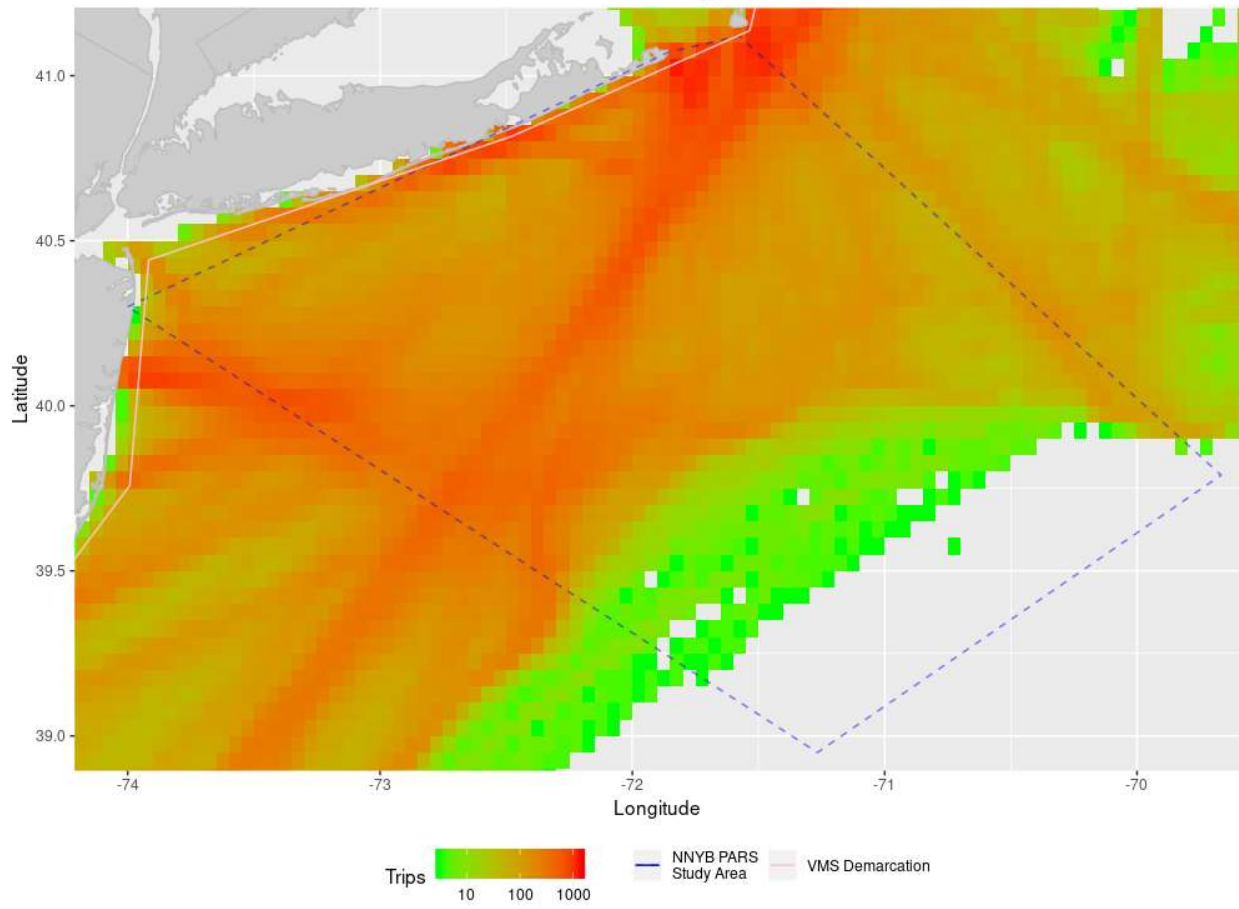 41.0
40.5
40.0
39.5
39.0
Latitude
-74
-73
-72
-71
-70
Longitude
Trips
10
100
1000
NNYB PARS
Study Area
VMS Demarcation